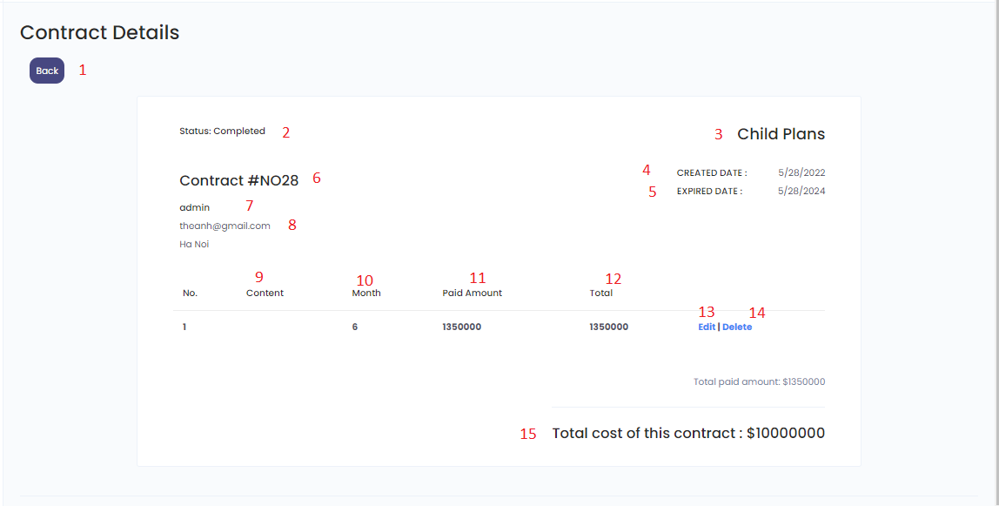 Contract Details
Back 1
Status: Completed 2
3 Child Plans
4 CREATED DATE : 5/28/2022
5 EXPIRED DATE : 5/28/2024
Contract #NO28 6
admin 7
theanh@gmail.com 8
Ha Noi
9 10 11 12
No. Content Month Paid Amount Total
13 14
1 6 1350000 1350000 Edit | Delete
Total paid amount: $1350000
15 Total cost of this contract : $10000000